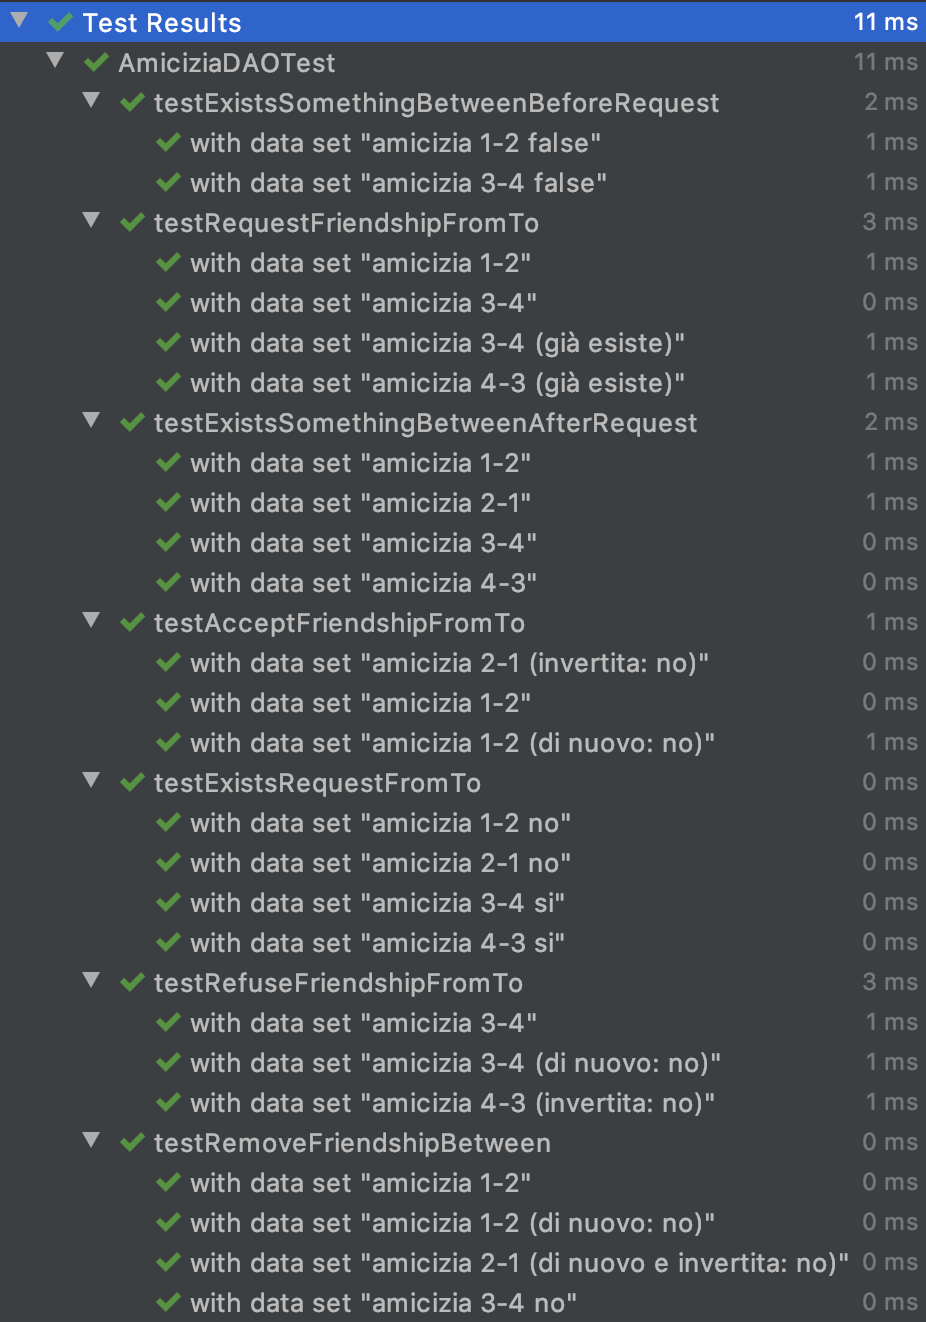 Test Results 11 ms
AmiciziaDAOTest 11 ms
testExistsSomethingBetweenBeforeRequest 2 ms
with data set "amicizia 1-2 false" 1 ms
with data set "amicizia 3-4 false" 1 ms
testRequestFriendshipFromTo 3 ms
with data set "amicizia 1-2" 1 ms
with data set "amicizia 3-4" 0 ms
with data set "amicizia 3-4 (già esiste)" 1 ms
with data set "amicizia 4-3 (già esiste)" 1 ms
testExistsSomethingBetweenAfterRequest 2 ms
with data set "amicizia 1-2" 1 ms
with data set "amicizia 2-1" 1 ms
with data set "amicizia 3-4" 0 ms
with data set "amicizia 4-3" 0 ms
testAcceptFriendshipFromTo 1 ms
with data set "amicizia 2-1 (invertita: no)" 0 ms
with data set "amicizia 1-2" 0 ms
with data set "amicizia 1-2 (di nuovo: no)" 1 ms
testExistsRequestFromTo 0 ms
with data set "amicizia 1-2 no" 0 ms
with data set "amicizia 2-1 no" 0 ms
with data set "amicizia 3-4 si" 0 ms
with data set "amicizia 4-3 si" 0 ms
testRefuseFriendshipFromTo 3 ms
with data set "amicizia 3-4" 1 ms
with data set "amicizia 3-4 (di nuovo: no)" 1 ms
with data set "amicizia 4-3 (invertita: no)" 1 ms
testRemoveFriendshipBetween 0 ms
with data set "amicizia 1-2" 0 ms
with data set "amicizia 1-2 (di nuovo: no)" 0 ms
with data set "amicizia 2-1 (di nuovo e invertita: no)" 0 ms
with data set "amicizia 3-4 no" 0 ms